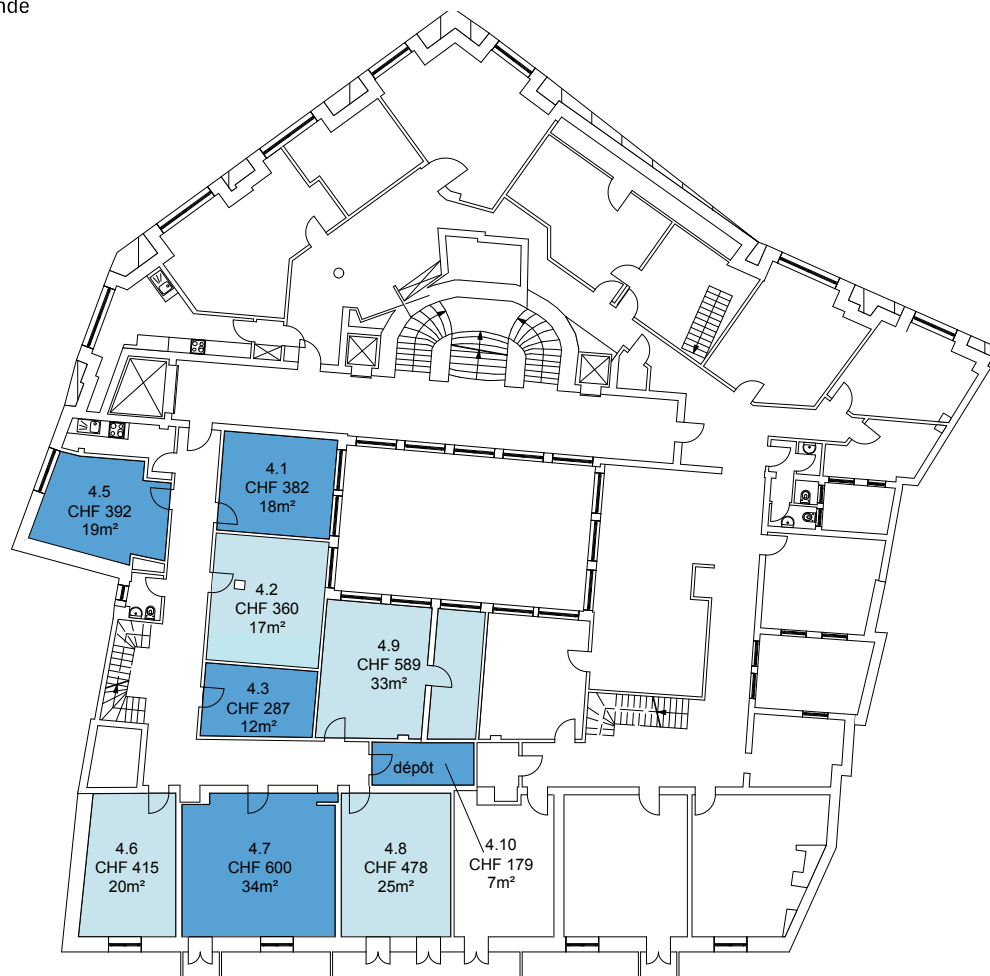 nde
4.1
CHF 382
18m²
4.5
CHF 392
19m²
4.2
CHF 360
17m²
4.9
CHF 589
33m²
4.3
CHF 287
12m²
dépôt
4.6
CHF 415
20m²
4.7
CHF 600
34m²
4.8
CHF 478
25m²
4.10
CHF 179
7m²